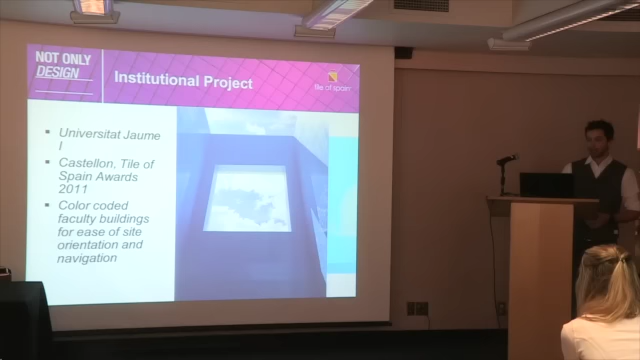 NOT ONLY
DESIGN
Institutional Project
tile of spain
Universitat Jaume
I
Castellon, Tile of
Spain Awards
2011
Color coded
faculty buildings
for ease of site
orientation and
navigation